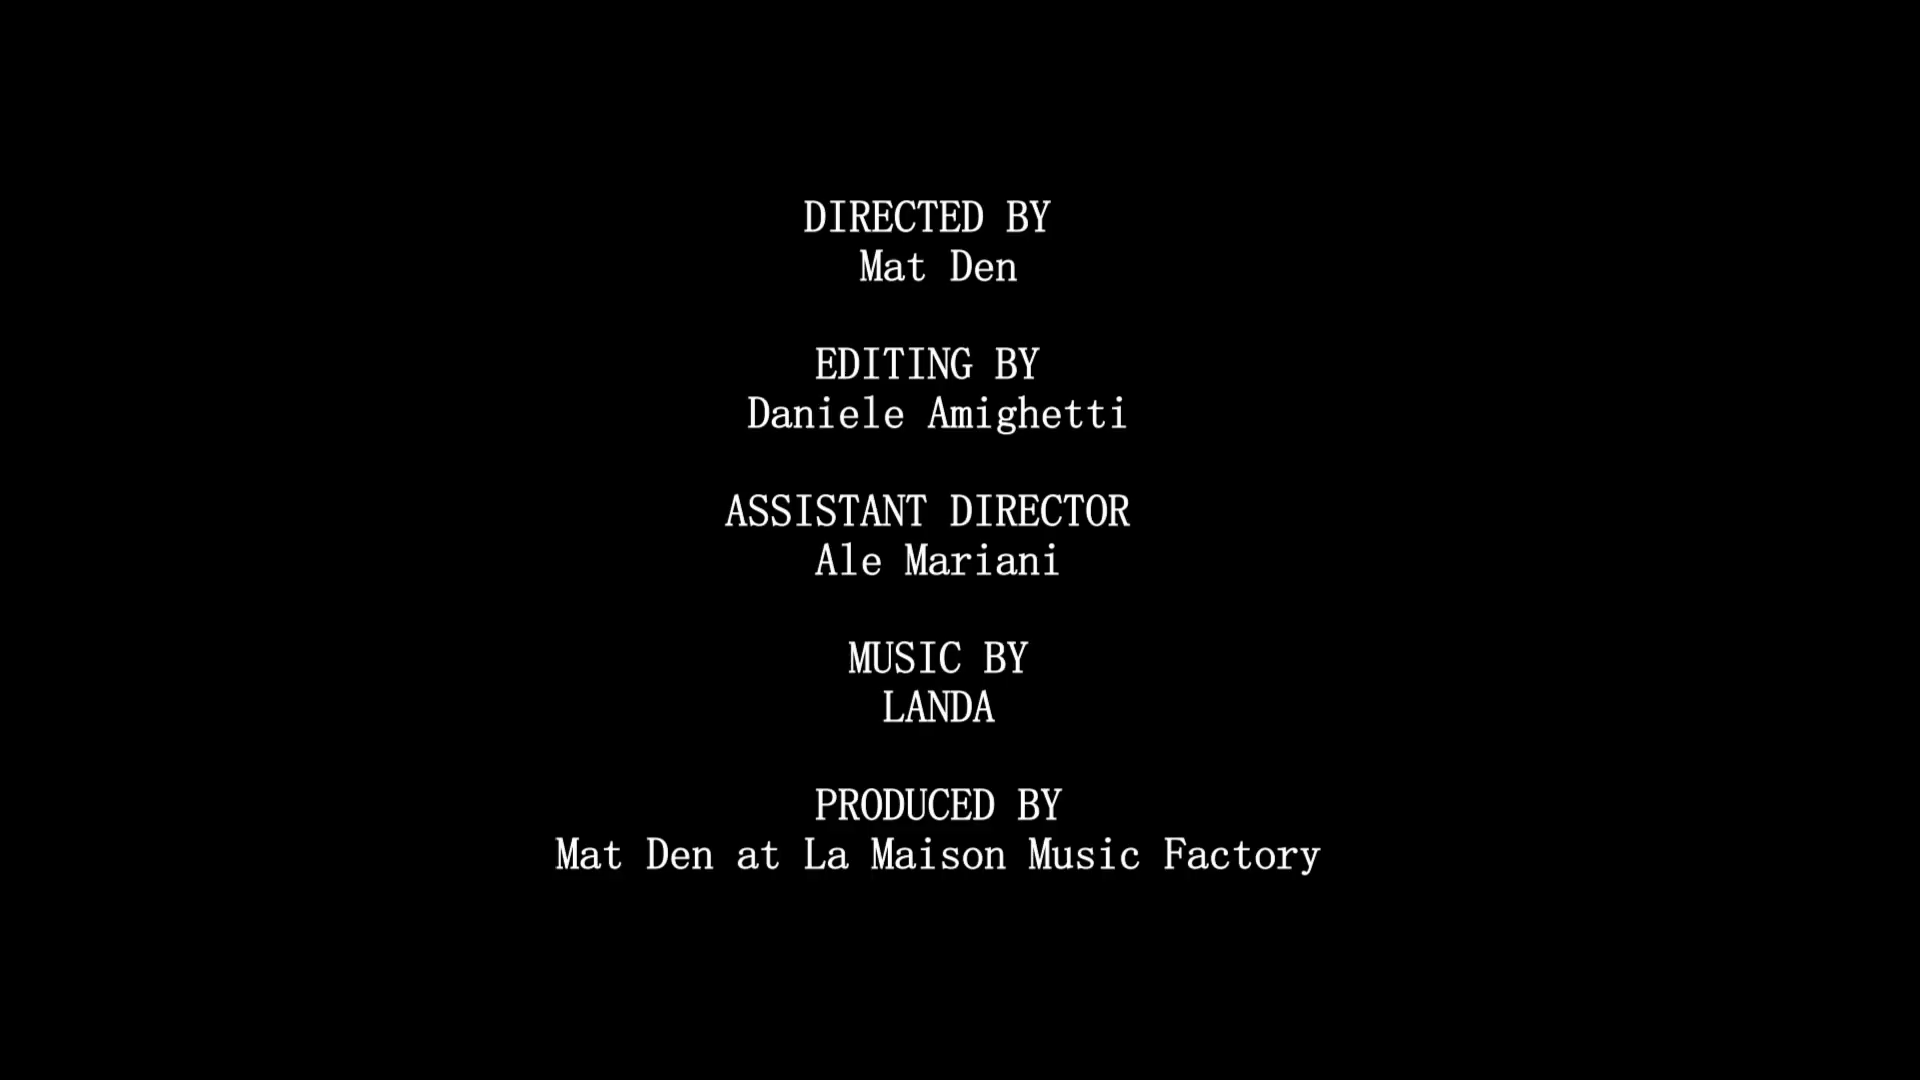 DIRECTED BY
Mat Den
EDITING BY
Daniele Amighetti
ASSISTANT DIRECTOR
Ale Mariani
MUSIC BY
LANDA
PRODUCED BY
Mat Den at La Maison Music Factory